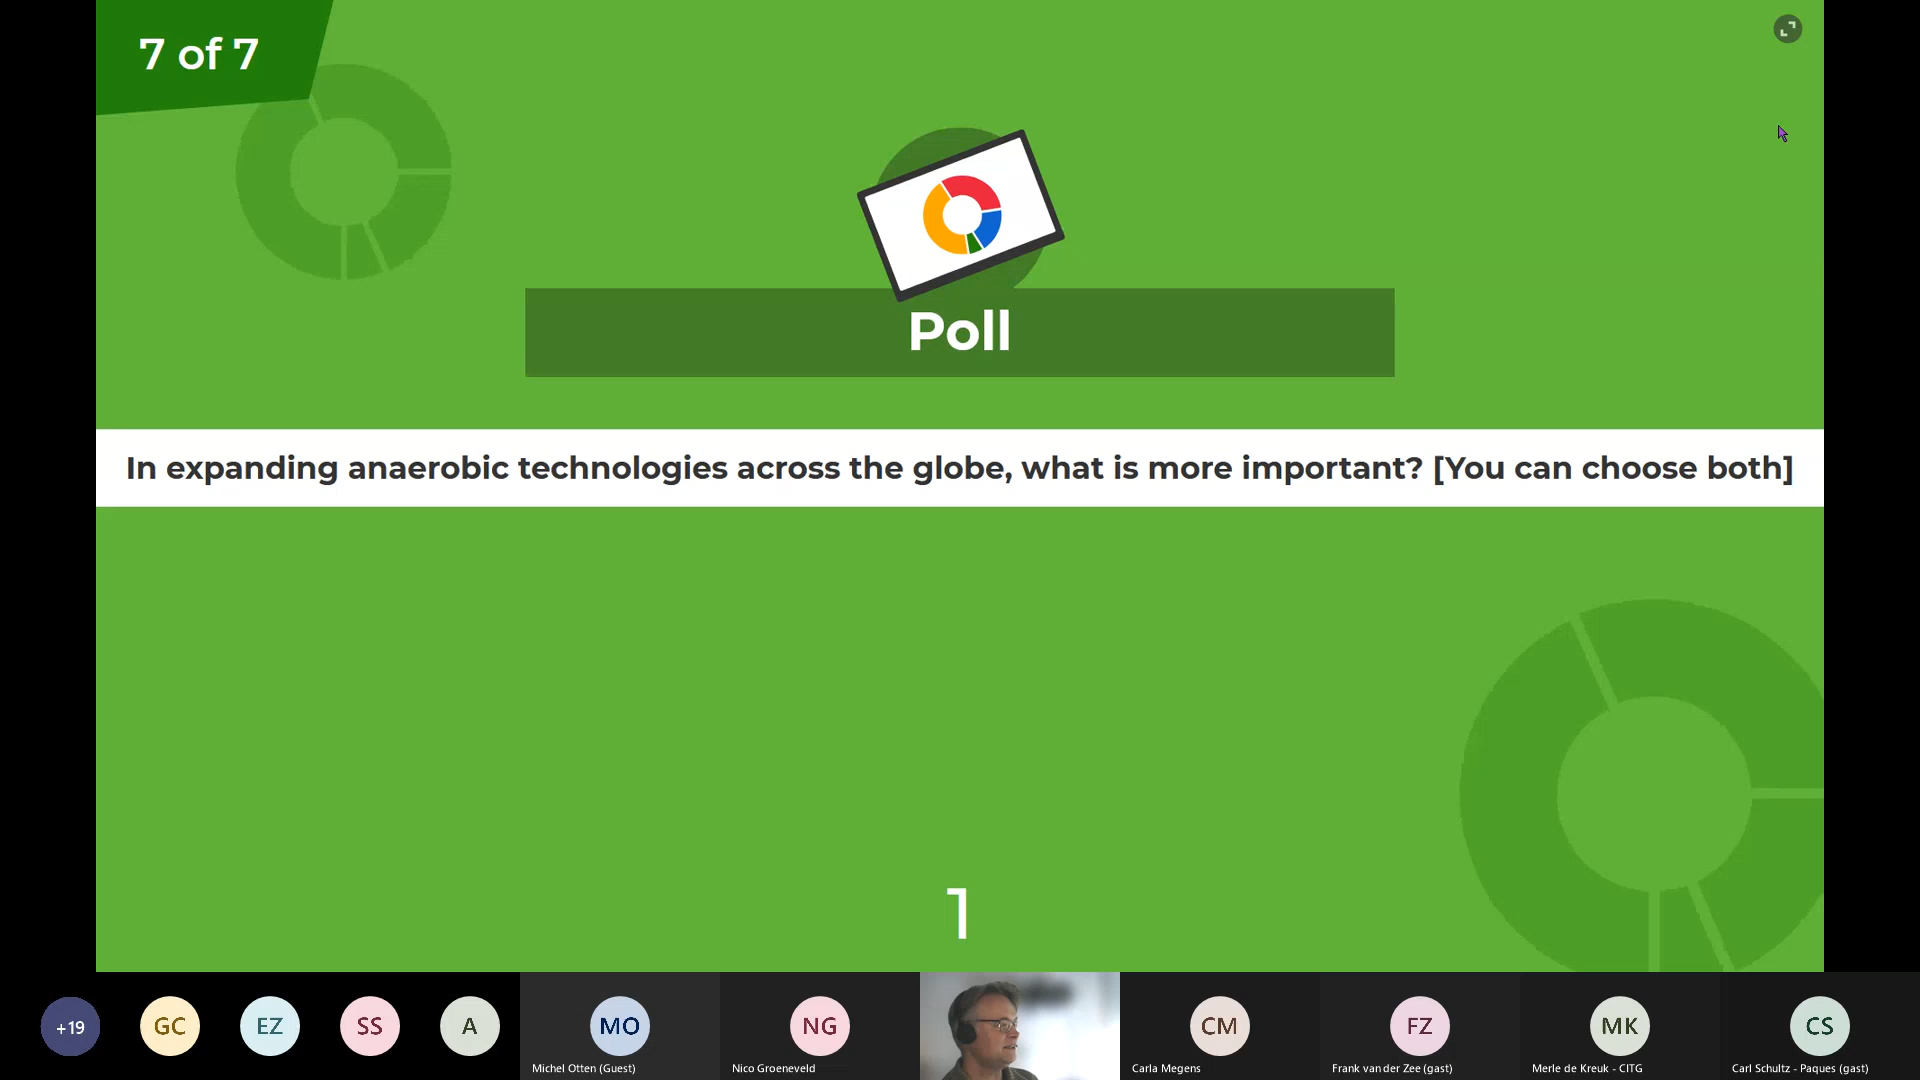 7 of 7
Poll
In expanding anaerobic technologies across the globe, what is more important? [You can choose both]
1
+19
GC
EZ
SS
A
MO
NG
CM
FZ
MK
CS
Michel Otten (Guest)
Nico Groeneveld
Carla Megens
Frank van der Zee (gast)
Merle de Kreuk - CITG
Carl Schultz - Paques (gast)